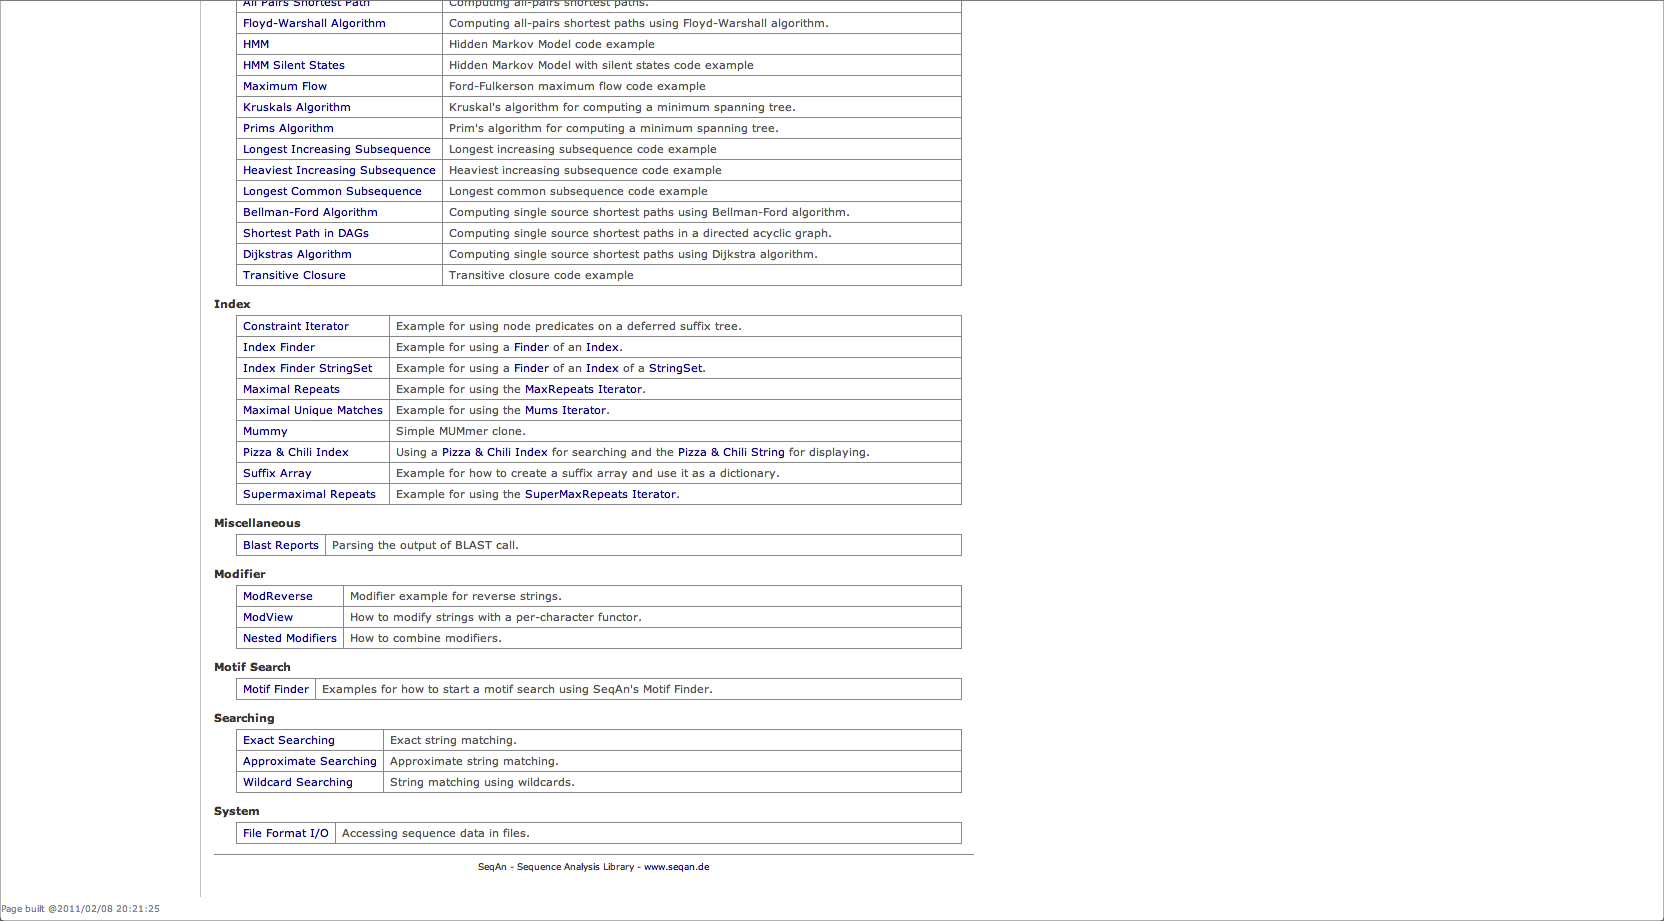 All Pairs Shortest Path Computing all-pairs shortest paths.
Floyd-Warshall Algorithm Computing all-pairs shortest paths using Floyd-Warshall algorithm.
HMM Hidden Markov Model code example
HMM Silent States Hidden Markov Model with silent states code example
Maximum Flow Ford-Fulkerson maximum flow code example
Kruskals Algorithm Kruskal's algorithm for computing a minimum spanning tree.
Prims Algorithm Prim's algorithm for computing a minimum spanning tree.
Longest Increasing Subsequence Longest increasing subsequence code example
Heaviest Increasing Subsequence Heaviest increasing subsequence code example
Longest Common Subsequence Longest common subsequence code example
Bellman-Ford Algorithm Computing single source shortest paths using Bellman-Ford algorithm.
Shortest Path in DAGs Computing single source shortest paths in a directed acyclic graph.
Dijkstras Algorithm Computing single source shortest paths using Dijkstra algorithm.
Transitive Closure Transitive closure code example
Index
Constraint Iterator Example for using node predicates on a deferred suffix tree.
Index Finder Example for using a Finder of an Index.
Index Finder StringSet Example for using a Finder of an Index of a StringSet.
Maximal Repeats Example for using the MaxRepeats Iterator.
Maximal Unique Matches Example for using the Mums Iterator.
Mummy Simple MUMmer clone.
Pizza & Chili Index Using a Pizza & Chili Index for searching and the Pizza & Chili String for displaying.
Suffix Array Example for how to create a suffix array and use it as a dictionary.
Supermaximal Repeats Example for using the SuperMaxRepeats Iterator.
Miscellaneous
Blast Reports Parsing the output of BLAST call.
Modifier
ModReverse Modifier example for reverse strings.
ModView How to modify strings with a per-character functor.
Nested Modifiers How to combine modifiers.
Motif Search
Motif Finder Examples for how to start a motif search using SeqAn's Motif Finder.
Searching
Exact Searching Exact string matching.
Approximate Searching Approximate string matching.
Wildcard Searching String matching using wildcards.
System
File Format I/O Accessing sequence data in files.
SeqAn - Sequence Analysis Library - www.seqan.de
Page built @2011/02/08 20:21:25